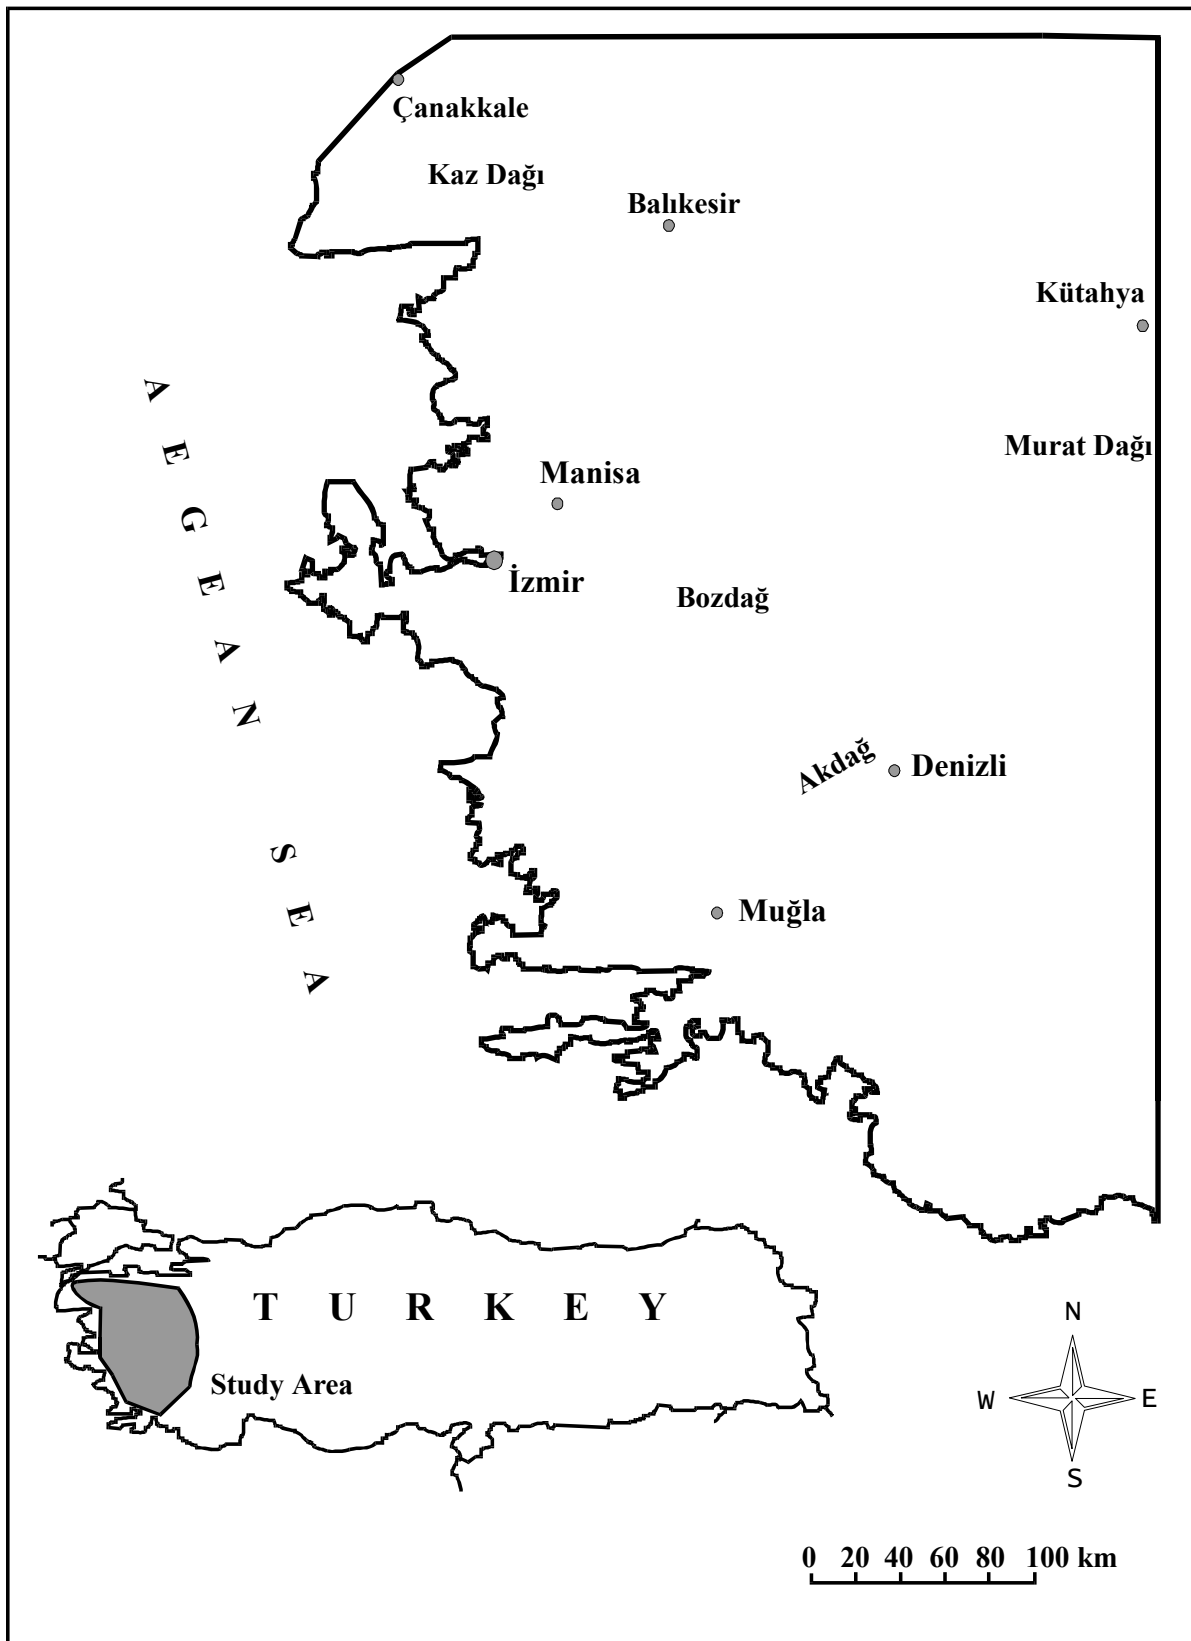 Çanakkale
Kaz Dağı
Balıkesir
Kütahya
Murat Dağı
Manisa
İzmir
Bozdağ
Akdağ
Denizli
Muğla
AEGEAN SEA
TURKEY
Study Area
N
W E
S
0 20 40 60 80 100 km